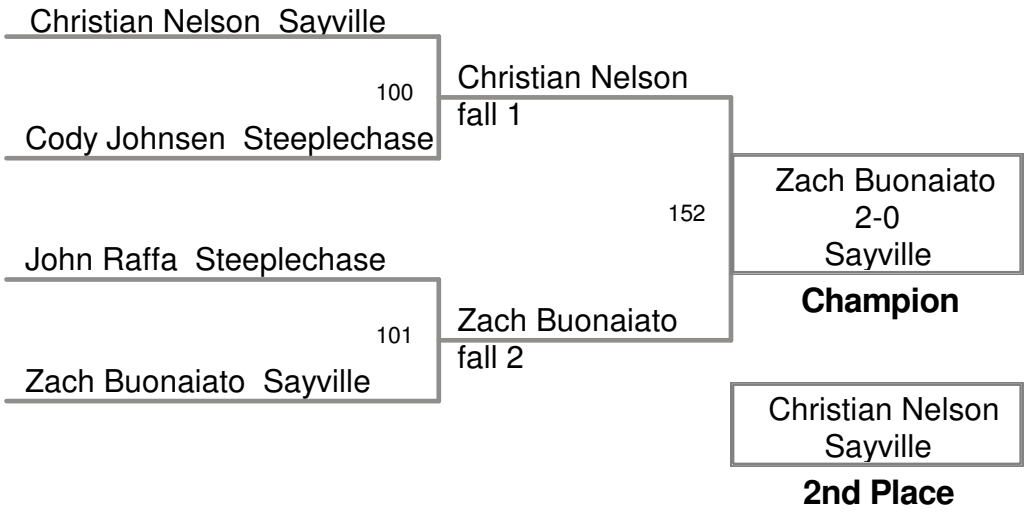 Christian Nelson  Sayville
100
Cody Johnsen  Steeplechase
Christian Nelson
fall 1
John Raffa  Steeplechase
101
Zach Buonaiato  Sayville
Zach Buonaiato
fall 2
152
Zach Buonaiato
2-0
Sayville
Champion
Christian Nelson
Sayville
2nd Place